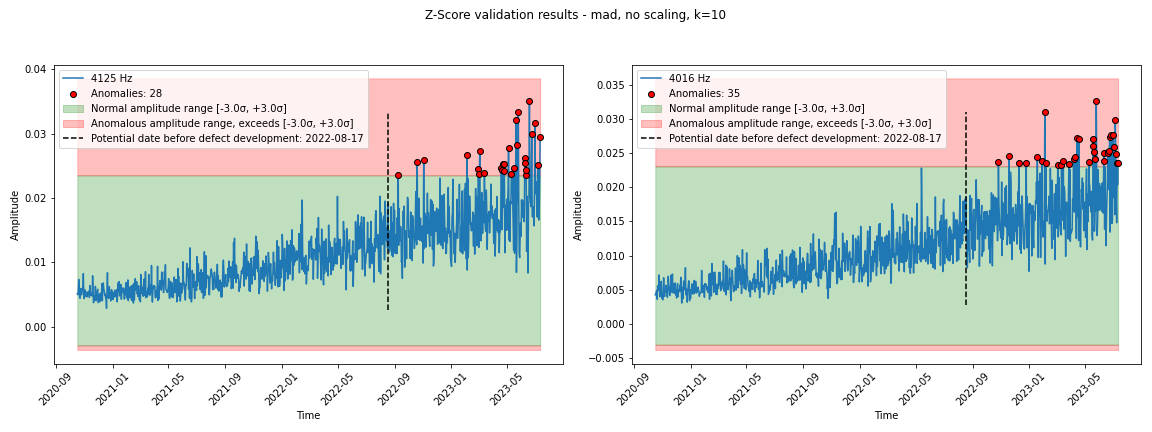 Z-Score validation results - mad, no scaling, k=10
4125 Hz
Anomalies: 28
Normal amplitude range [-3.0σ, +3.0σ]
Anomalous amplitude range, exceeds [-3.0σ, +3.0σ]
Potential date before defect development: 2022-08-17
0.04
0.03
0.02
0.01
0.00
Amplitude
2020-09
2021-01
2021-05
2021-09
2022-01
2022-05
2022-09
2023-01
2023-05
Time
4016 Hz
Anomalies: 35
Normal amplitude range [-3.0σ, +3.0σ]
Anomalous amplitude range, exceeds [-3.0σ, +3.0σ]
Potential date before defect development: 2022-08-17
0.035
0.030
0.025
0.020
0.015
0.010
0.005
0.000
−0.005
Amplitude
2020-09
2021-01
2021-05
2021-09
2022-01
2022-05
2022-09
2023-01
2023-05
Time